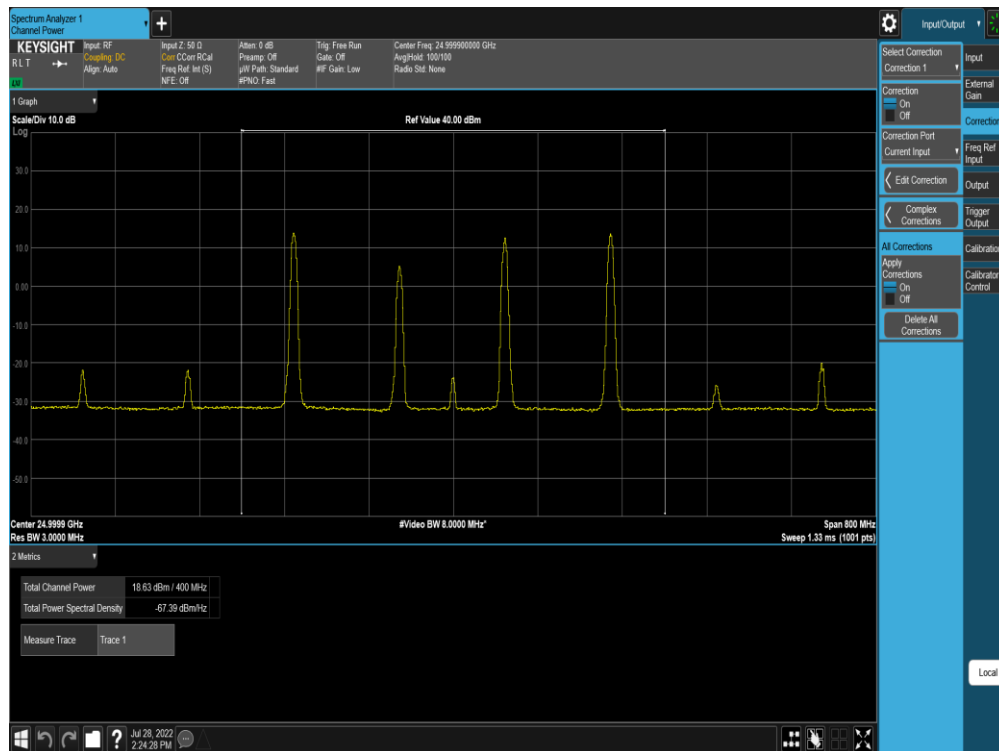 Spectrum Analyzer 1
Channel Power
+
Input/Output
KEYSIGHT
R L T
LXI
Input: RF
Coupling: DC
Align: Auto
Input Z: 50 Ω
Corr CCorr RCal
Freq Ref: Int (S)
NFE: Off
Atten: 0 dB
Preamp: Off
µW Path: Standard
#PNO: Fast
Trig: Free Run
Gate: Off
#IF Gain: Low
Center Freq: 24.999900000 GHz
Avg|Hold: 100/100
Radio Std: None
1 Graph
Scale/Div 10.0 dB
Ref Value 40.00 dBm
Log
30.0
20.0
10.0
0.00
-10.0
-20.0
-30.0
-40.0
-50.0
Center 24.9999 GHz
#Video BW 8.0000 MHz*
Span 800 MHz
Res BW 3.0000 MHz
Sweep 1.33 ms (1001 pts)
2 Metrics
Total Channel Power 18.63 dBm / 400 MHz
Total Power Spectral Density -67.39 dBm/Hz
Measure Trace Trace 1
Select Correction
Correction 1
Correction
On
Off
Correction Port
Current Input
Edit Correction
Complex
Corrections
All Corrections
Apply
Corrections
On
Off
Delete All
Corrections
Input
External
Gain
Correction
Freq Ref
Input
Output
Trigger
Output
Calibration
Calibrator
Control
Local
?
Jul 28, 2022
2:24:28 PM